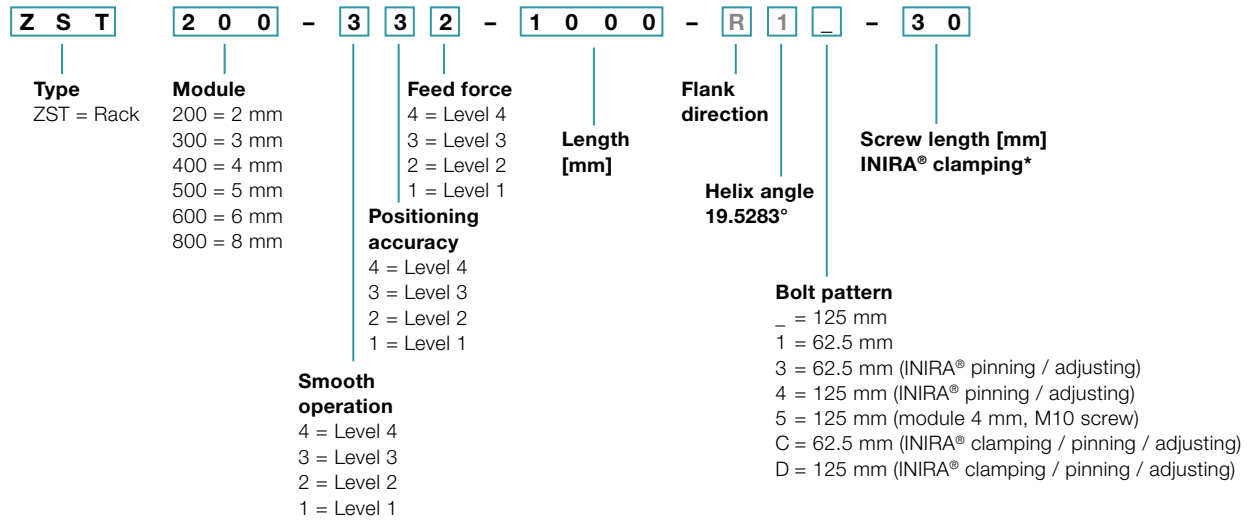 Z S T 2 0 0 – 3 3 2 – 1 0 0 0 – R 1 _ – 3 0
Type
ZST = Rack
Module
200 = 2 mm
300 = 3 mm
400 = 4 mm
500 = 5 mm
600 = 6 mm
800 = 8 mm
Smooth
operation
4 = Level 4
3 = Level 3
2 = Level 2
1 = Level 1
Positioning
accuracy
4 = Level 4
3 = Level 3
2 = Level 2
1 = Level 1
Feed force
4 = Level 4
3 = Level 3
2 = Level 2
1 = Level 1
Length
[mm]
Flank
direction
Helix angle
19.5283°
Bolt pattern
_ = 125 mm
1 = 62.5 mm
3 = 62.5 mm (INIRA® pinning / adjusting)
4 = 125 mm (INIRA® pinning / adjusting)
5 = 125 mm (module 4 mm, M10 screw)
C = 62.5 mm (INIRA® clamping / pinning / adjusting)
D = 125 mm (INIRA® clamping / pinning / adjusting)
Screw length [mm]
INIRA® clamping*